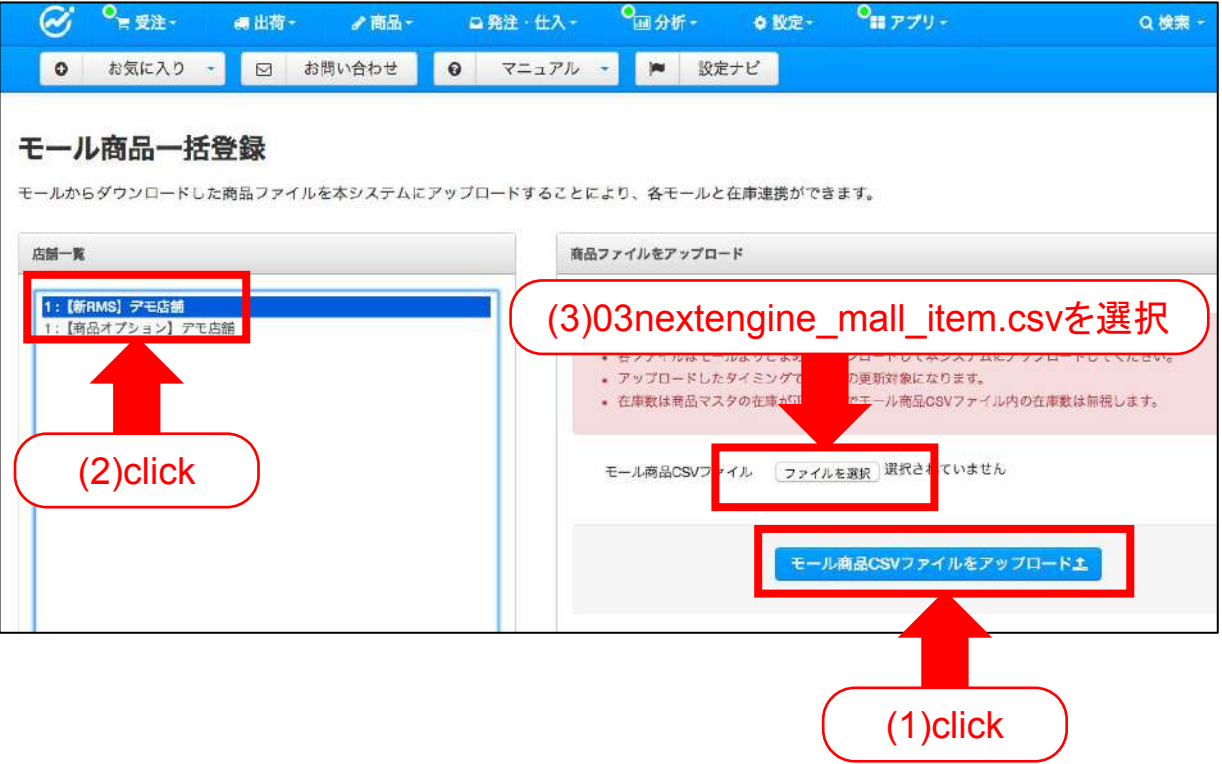 受注 出荷 商品 発注・仕入 分析 設定 アプリ 検索
お気に入り お問い合わせ マニュアル 設定ナビ
モール商品一括登録
モールからダウンロードした商品ファイルを本システムにアップロードすることにより、各モールと在庫連携ができます。
店舗一覧
1:【新RMS】デモ店舗
1:【商品オプション】デモ店舗
(2)click
商品ファイルをアップロード
(3)03nextengine_mall_item.csvを選択
アップロードしたタイミングで の更新対象になります。
在庫数は商品マスタの在庫が でモール商品CSVファイル内の在庫数は無視します。
モール商品CSVファイル ファイルを選択 選択されていません
モール商品CSVファイルをアップロード
(1)click